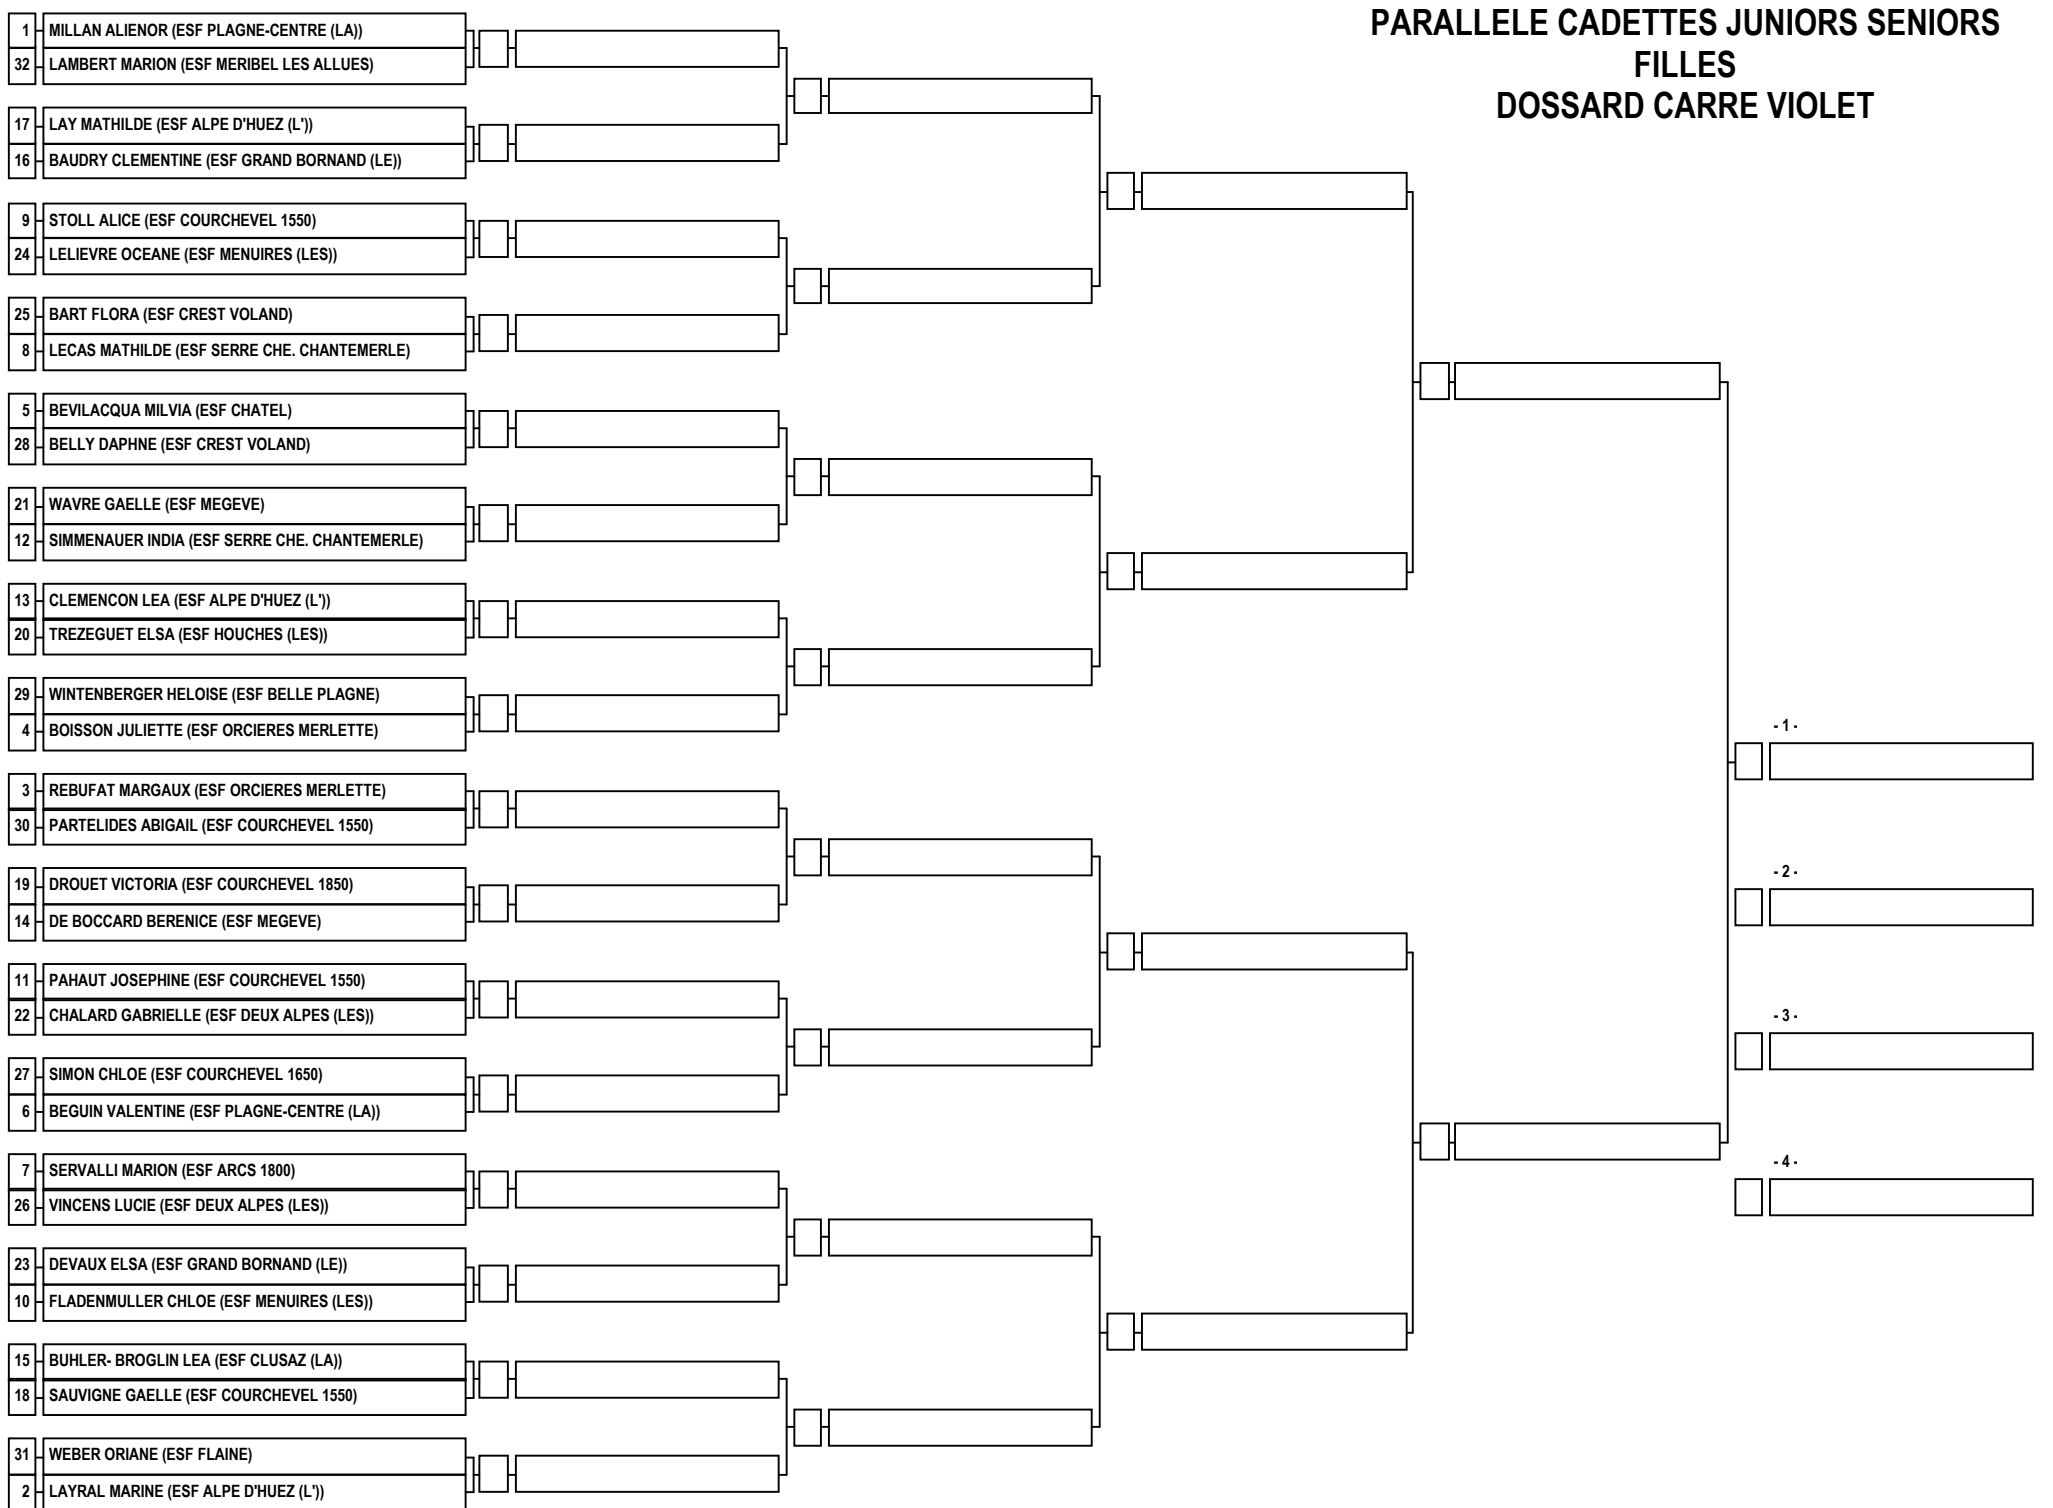 PARALLELE CADETTES JUNIORS SENIORS
FILLES
DOSSARD CARRE VIOLET
1 MILLAN ALIENOR (ESF PLAGNE-CENTRE (LA))
32 LAMBERT MARION (ESF MERIBEL LES ALLUES)
17 LAY MATHILDE (ESF ALPE D'HUEZ (L'))
16 BAUDRY CLEMENTINE (ESF GRAND BORNAND (LE))
9 STOLL ALICE (ESF COURCHEVEL 1550)
24 LELIEVRE OCEANE (ESF MENUIRES (LES))
25 BART FLORA (ESF CREST VOLAND)
8 LECAS MATHILDE (ESF SERRE CHE. CHANTEMERLE)
5 BEVILACQUA MILVIA (ESF CHATEL)
28 BELLY DAPHNE (ESF CREST VOLAND)
21 WAVRE GAELLE (ESF MEGEVE)
12 SIMMENAUER INDIA (ESF SERRE CHE. CHANTEMERLE)
13 CLEMENCON LEA (ESF ALPE D'HUEZ (L'))
20 TREZEGUET ELSA (ESF HOUCHES (LES))
29 WINTENBERGER HELOISE (ESF BELLE PLAGNE)
4 BOISSON JULIETTE (ESF ORCIERES MERLETTE)
3 REBUFAT MARGAUX (ESF ORCIERES MERLETTE)
30 PARTELIDES ABIGAIL (ESF COURCHEVEL 1550)
19 DROUET VICTORIA (ESF COURCHEVEL 1850)
14 DE BOCCARD BERENICE (ESF MEGEVE)
11 PAHAUT JOSEPHINE (ESF COURCHEVEL 1550)
22 CHALARD GABRIELLE (ESF DEUX ALPES (LES))
27 SIMON CHLOE (ESF COURCHEVEL 1650)
6 BEGUIN VALENTINE (ESF PLAGNE-CENTRE (LA))
7 SERVALLI MARION (ESF ARCS 1800)
26 VINCENS LUCIE (ESF DEUX ALPES (LES))
23 DEVAUX ELSA (ESF GRAND BORNAND (LE))
10 FLADENMULLER CHLOE (ESF MENUIRES (LES))
15 BUHLER- BROGLIN LEA (ESF CLUSAZ (LA))
18 SAUVIGNE GAELLE (ESF COURCHEVEL 1550)
31 WEBER ORIANE (ESF FLAINE)
2 LAYRAL MARINE (ESF ALPE D'HUEZ (L'))
- 1 -
- 2 -
- 3 -
- 4 -